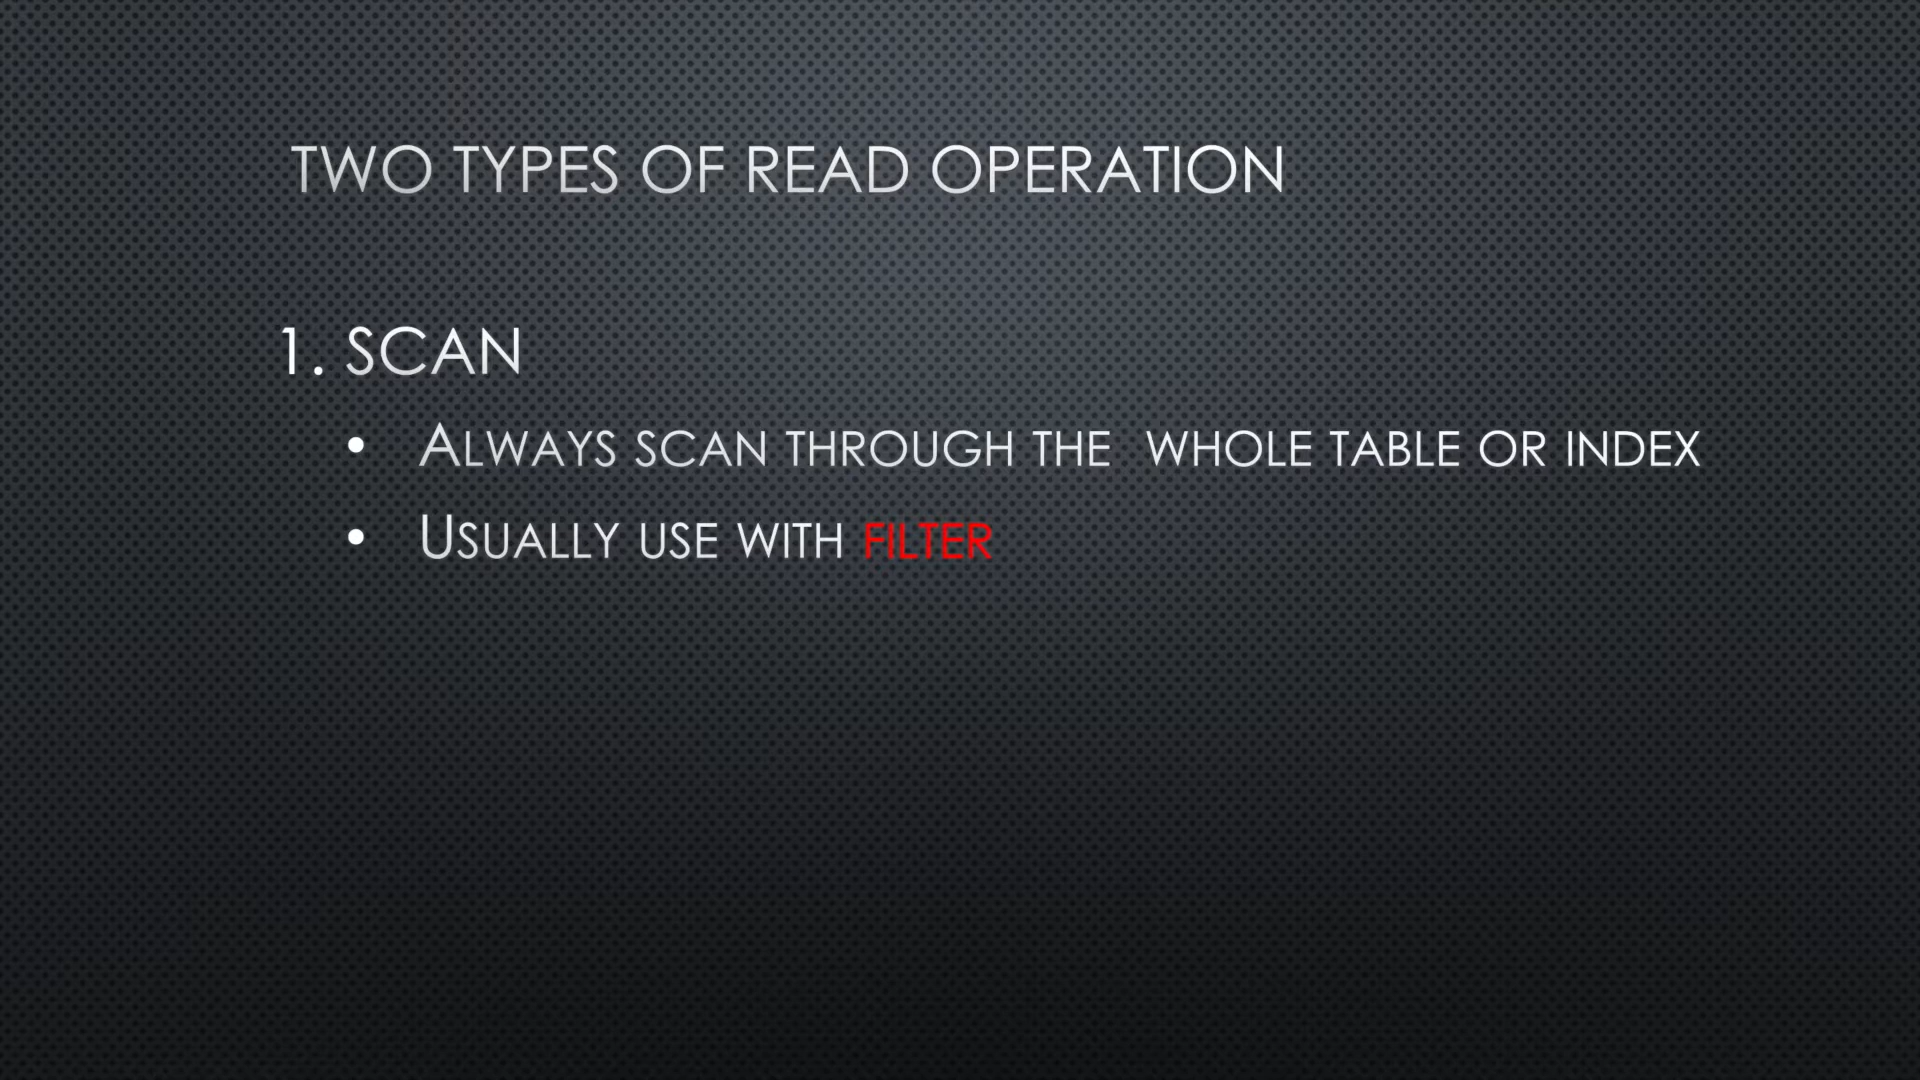 TWO TYPES OF READ OPERATION
1. SCAN
• ALWAYS SCAN THROUGH THE WHOLE TABLE OR INDEX
• USUALLY USE WITH FILTER